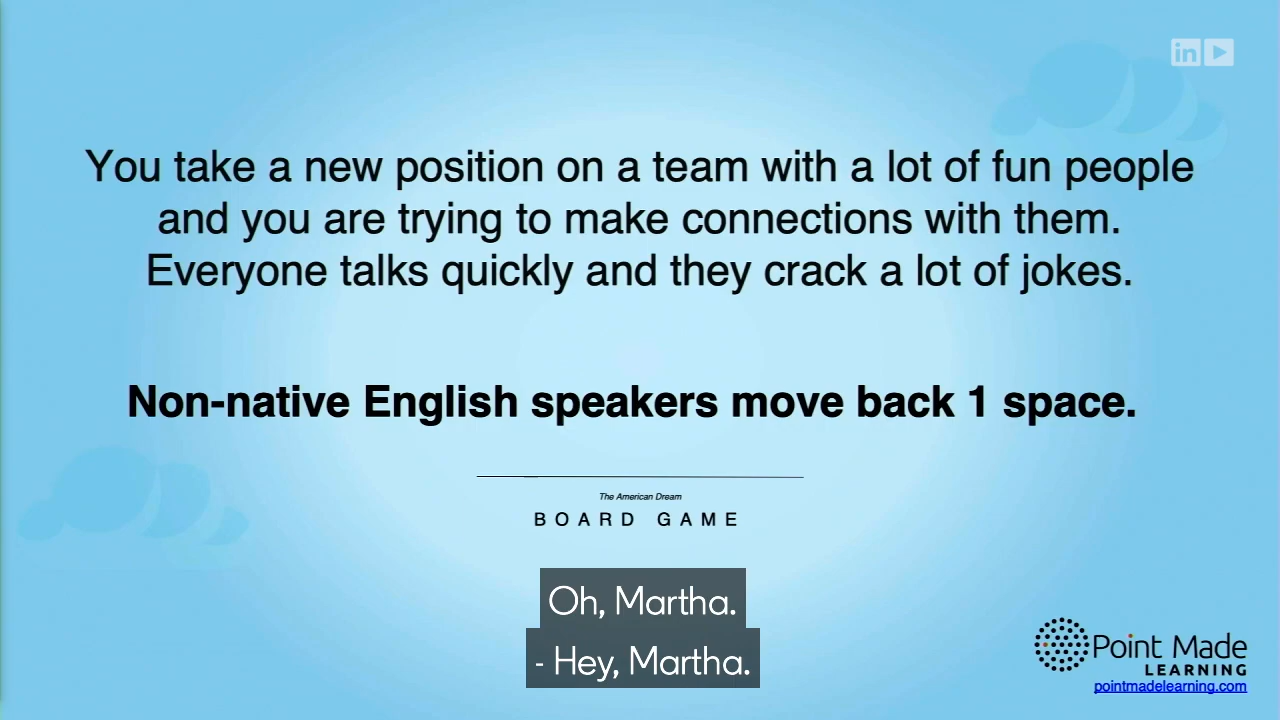 in
You take a new position on a team with a lot of fun people
and you are trying to make connections with them.
Everyone talks quickly and they crack a lot of jokes.
Non-native English speakers move back 1 space.
The American Dream
BOARD GAME
Oh, Martha.
- Hey, Martha.
Point Made
LEARNING
pointmadelearning.com